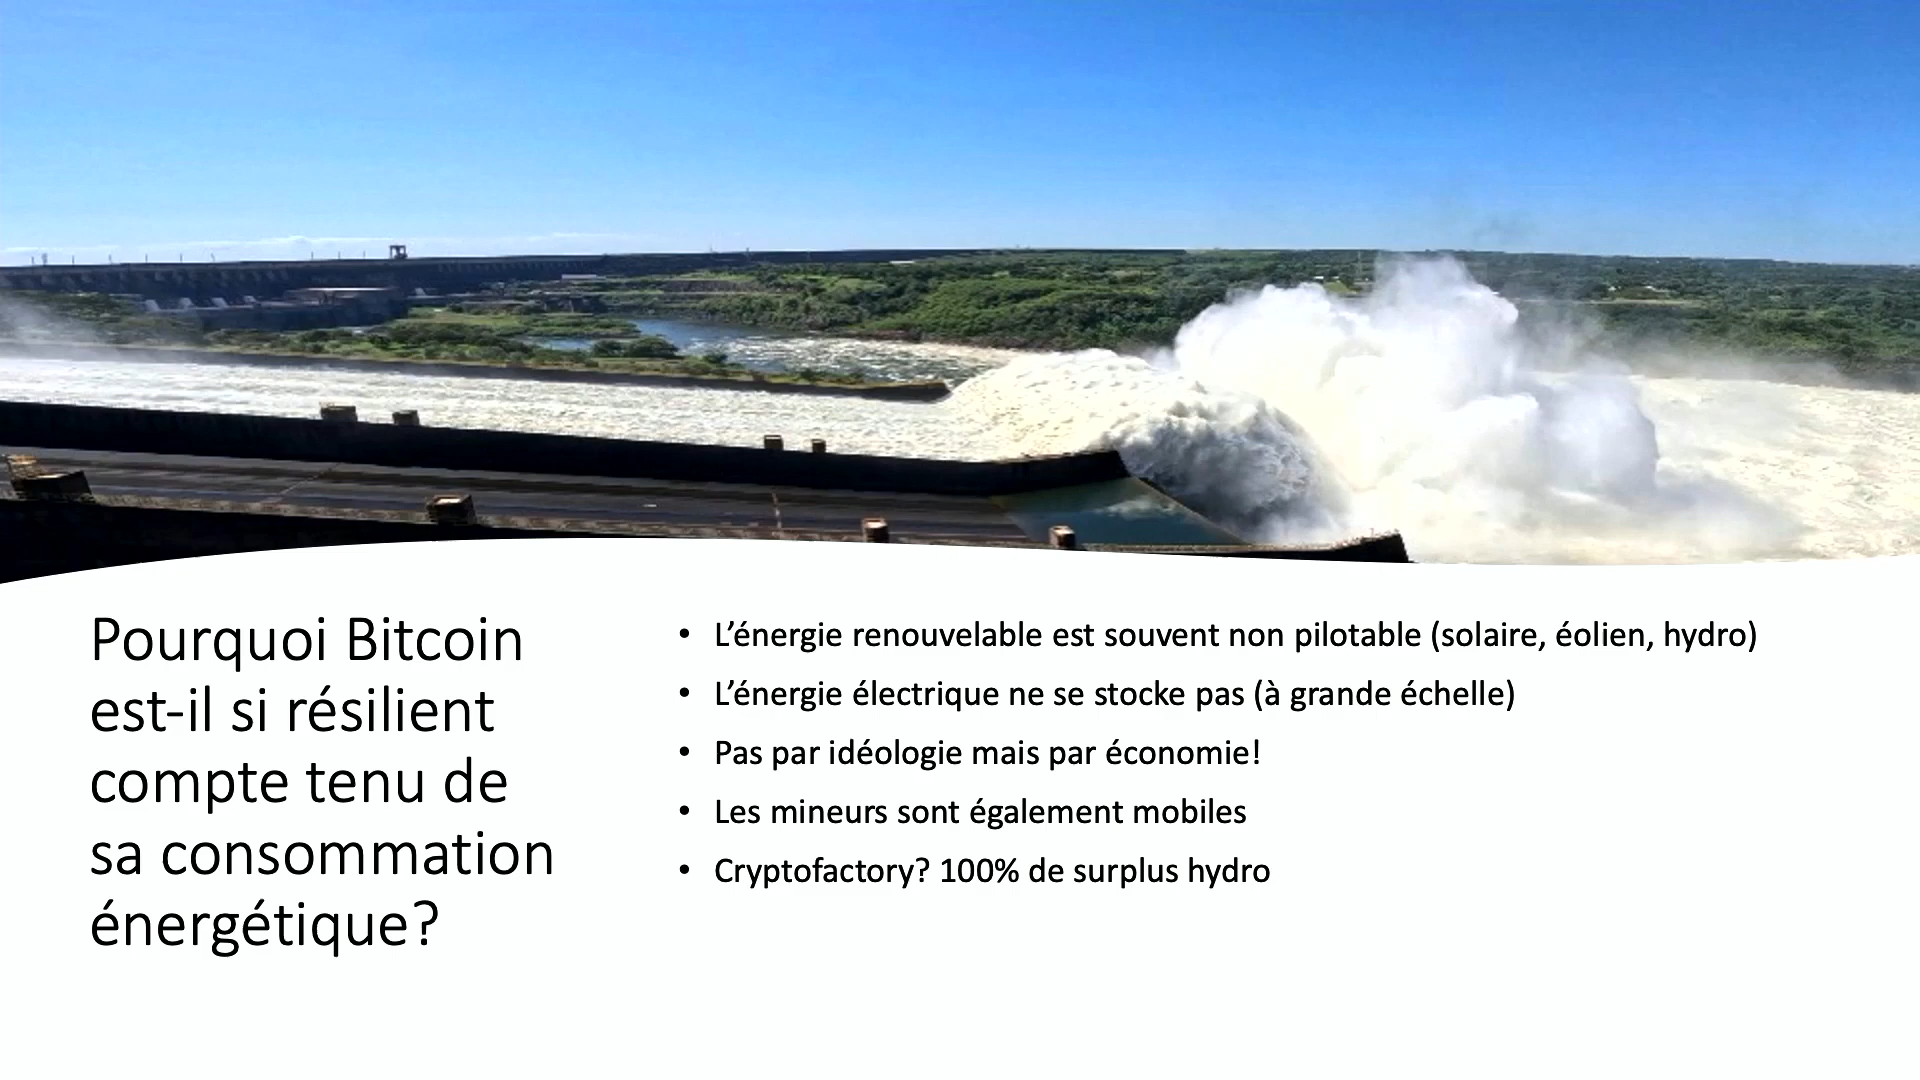 Pourquoi Bitcoin
est-il si résilient
compte tenu de
sa consommation
énergétique?
• L’énergie renouvelable est souvent non pilotable (solaire, éolien, hydro)
• L’énergie électrique ne se stocke pas (à grande échelle)
• Pas par idéologie mais par économie!
• Les mineurs sont également mobiles
• Cryptofactory? 100% de surplus hydro